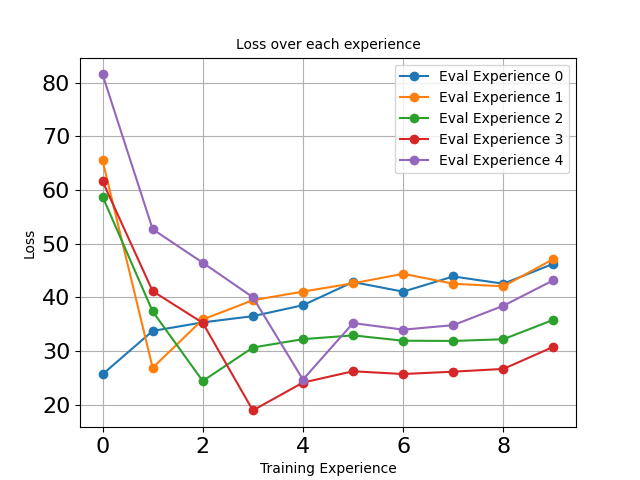 Loss over each experience
80
70
60
50
40
30
20
Loss
0 2 4 6 8
Training Experience
Eval Experience 0
Eval Experience 1
Eval Experience 2
Eval Experience 3
Eval Experience 4